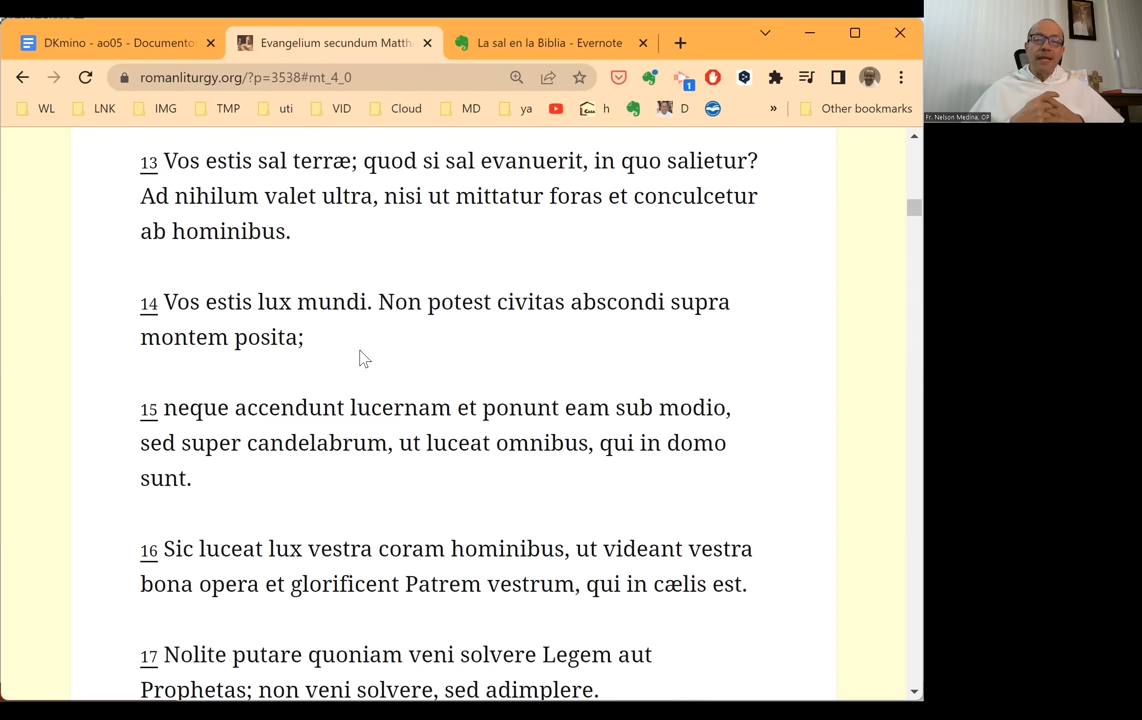 DKmino - ao05 - Documento
Evangelium secundum Matth
La sal en la Biblia - Evernote
romanliturgy.org/?p=3538#mt_4_0
1
WL LNK IMG TMP uti VID Cloud MD ya h D » Other bookmarks
Fr. Nelson Medina, OP
13 Vos estis sal terræ; quod si sal evanuerit, in quo salietur?
Ad nihilum valet ultra, nisi ut mittatur foras et conculcetur
ab hominibus.
14 Vos estis lux mundi. Non potest civitas abscondi supra
montem posita;
15 neque accendunt lucernam et ponunt eam sub modio,
sed super candelabrum, ut luceat omnibus, qui in domo
sunt.
16 Sic luceat lux vestra coram hominibus, ut videant vestra
bona opera et glorificent Patrem vestrum, qui in cælis est.
17 Nolite putare quoniam veni solvere Legem aut
Prophetas; non veni solvere, sed adimplere.